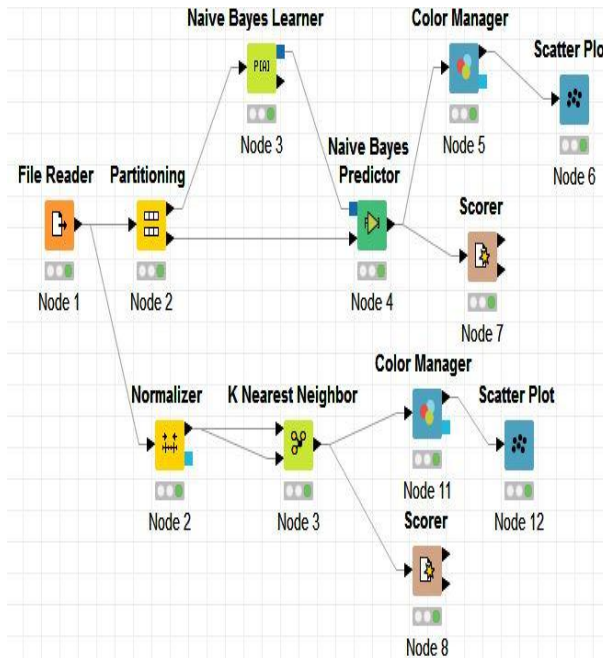 Naive Bayes Learner
P[A]
Node 3
Color Manager
Node 5
Scatter Plot
Node 6
File Reader
Node 1
Partitioning
Node 2
Naive Bayes
Predictor
Node 4
Scorer
Node 7
Normalizer
Node 2
K Nearest Neighbor
Node 3
Color Manager
Node 11
Scatter Plot
Node 12
Scorer
Node 8